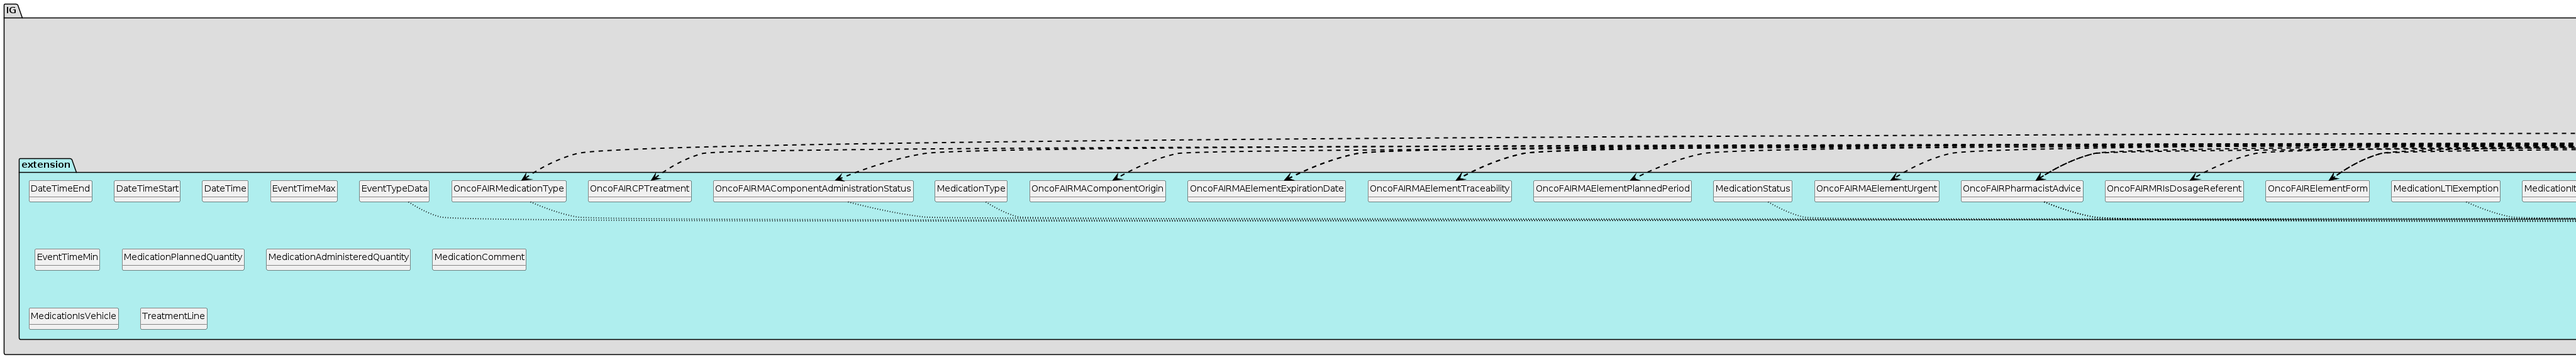 IG
extension
DateTimeEnd
DateTimeStart
DateTime
EventTimeMax
EventTypeData
OncoFAIRMedicationType
OncoFAIRCPTreatment
OncoFAIRMAComponentAdministrationStatus
MedicationType
OncoFAIRMAComponentOrigin
OncoFAIRMAElementExpirationDate
OncoFAIRMAElementTraceability
OncoFAIRMAElementPlannedPeriod
MedicationStatus
OncoFAIRMAElementUrgent
OncoFAIRPharmacistAdvice
OncoFAIRMRIsDosageReferent
OncoFAIRElementForm
MedicationLTIExemption
EventTimeMin
MedicationPlannedQuantity
MedicationAdministeredQuantity
MedicationComment
MedicationIsVehicle
TreatmentLine